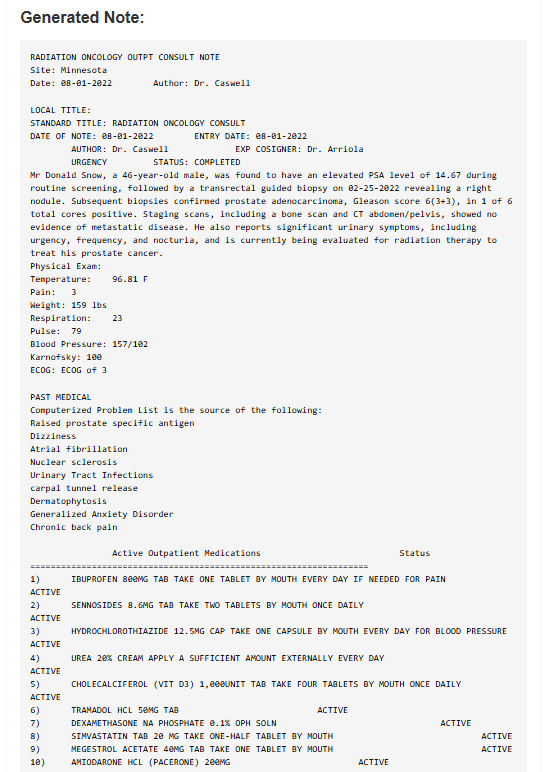 Generated Note:
RADIATION ONCOLOGY OUTPT CONSULT NOTE
Site: Minnesota
Date: 08-01-2022 Author: Dr. Caswell
LOCAL TITLE:
STANDARD TITLE: RADIATION ONCOLOGY CONSULT
DATE OF NOTE: 08-01-2022 ENTRY DATE: 08-01-2022
AUTHOR: Dr. Caswell EXP COSIGNER: Dr. Arriola
URGENCY STATUS: COMPLETED
Mr Donald Snow, a 46-year-old male, was found to have an elevated PSA level of 14.67 during
routine screening, followed by a transrectal guided biopsy on 02-25-2022 revealing a right
nodule. Subsequent biopsies confirmed prostate adenocarcinoma, Gleason score 6(3+3), in 1 of 6
total cores positive. Staging scans, including a bone scan and CT abdomen/pelvis, showed no
evidence of metastatic disease. He also reports significant urinary symptoms, including
urgency, frequency, and nocturia, and is currently being evaluated for radiation therapy to
treat his prostate cancer.
Physical Exam:
Temperature: 96.81 F
Pain: 3
Weight: 159 lbs
Respiration: 23
Pulse: 79
Blood Pressure: 157/102
Karnofsky: 100
ECOG: ECOG of 3
PAST MEDICAL
Computerized Problem List is the source of the following:
Raised prostate specific antigen
Dizziness
Atrial fibrillation
Nuclear sclerosis
Urinary Tract Infections
carpal tunnel release
Dermatophytosis
Generalized Anxiety Disorder
Chronic back pain
Active Outpatient Medications Status
==================================================================
1) IBUPROFEN 800MG TAB TAKE ONE TABLET BY MOUTH EVERY DAY IF NEEDED FOR PAIN
ACTIVE
2) SENNOSIDES 8.6MG TAB TAKE TWO TABLETS BY MOUTH ONCE DAILY
ACTIVE
3) HYDROCHLOROTHIAZIDE 12.5MG CAP TAKE ONE CAPSULE BY MOUTH EVERY DAY FOR BLOOD PRESSURE
ACTIVE
4) UREA 20% CREAM APPLY A SUFFICIENT AMOUNT EXTERNALLY EVERY DAY
ACTIVE
5) CHOLECALCIFEROL (VIT D3) 1,000UNIT TAB TAKE FOUR TABLETS BY MOUTH ONCE DAILY
ACTIVE
6) TRAMADOL HCL 50MG TAB ACTIVE
7) DEXAMETHASONE NA PHOSPHATE 0.1% OPH SOLN ACTIVE
8) SIMVASTATIN TAB 20 MG TAKE ONE-HALF TABLET BY MOUTH ACTIVE
9) MEGESTROL ACETATE 40MG TAB TAKE ONE TABLET BY MOUTH ACTIVE
10) AMIODARONE HCL (PACERONE) 200MG ACTIVE